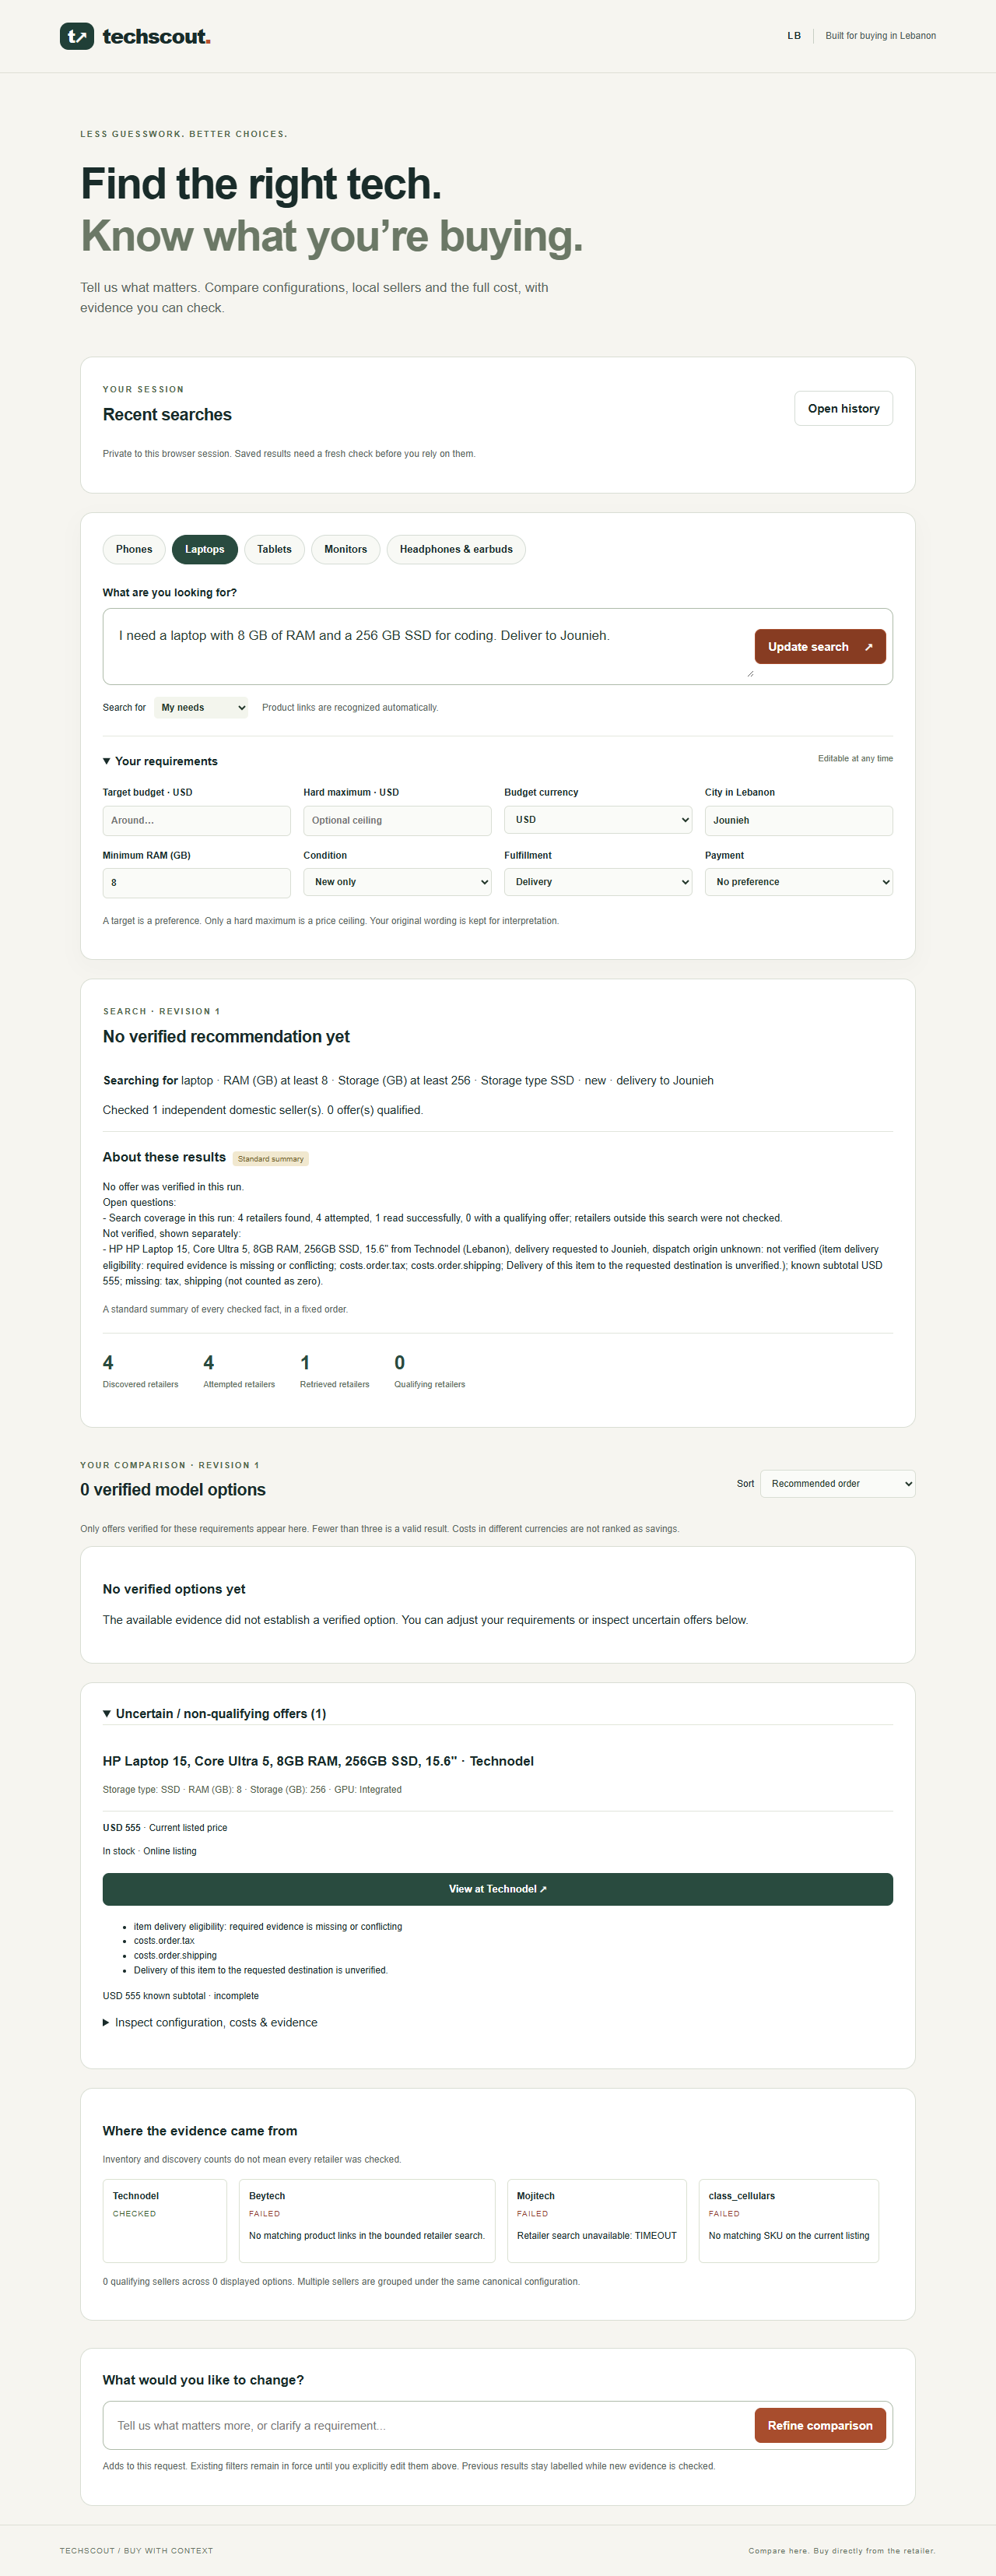 t↗ techscout.
LB Built for buying in Lebanon
LESS GUESSWORK. BETTER CHOICES.
Find the right tech.
Know what you’re buying.
Tell us what matters. Compare configurations, local sellers and the full cost, with
evidence you can check.
YOUR SESSION
Recent searches
Open history
Private to this browser session. Saved results need a fresh check before you rely on them.
Phones Laptops Tablets Monitors Headphones & earbuds
What are you looking for?
I need a laptop with 8 GB of RAM and a 256 GB SSD for coding. Deliver to Jounieh.
Update search ↗
Search for My needs Product links are recognized automatically.
▼ Your requirements Editable at any time
Target budget · USD Hard maximum · USD Budget currency City in Lebanon
Around... Optional ceiling USD Jounieh
Minimum RAM (GB) Condition Fulfillment Payment
8 New only Delivery No preference
A target is a preference. Only a hard maximum is a price ceiling. Your original wording is kept for interpretation.
SEARCH · REVISION 1
No verified recommendation yet
Searching for laptop · RAM (GB) at least 8 · Storage (GB) at least 256 · Storage type SSD · new · delivery to Jounieh
Checked 1 independent domestic seller(s). 0 offer(s) qualified.
About these results Standard summary
No offer was verified in this run.
Open questions:
- Search coverage in this run: 4 retailers found, 4 attempted, 1 read successfully, 0 with a qualifying offer; retailers outside this search were not checked.
Not verified, shown separately:
- HP HP Laptop 15, Core Ultra 5, 8GB RAM, 256GB SSD, 15.6" from Technodel (Lebanon), delivery requested to Jounieh, dispatch origin unknown: not verified (item delivery
eligibility: required evidence is missing or conflicting; costs.order.tax; costs.order.shipping; Delivery of this item to the requested destination is unverified.); known subtotal USD
555; missing: tax, shipping (not counted as zero).
A standard summary of every checked fact, in a fixed order.
4 4 1 0
Discovered retailers Attempted retailers Retrieved retailers Qualifying retailers
YOUR COMPARISON · REVISION 1
0 verified model options
Sort Recommended order
Only offers verified for these requirements appear here. Fewer than three is a valid result. Costs in different currencies are not ranked as savings.
No verified options yet
The available evidence did not establish a verified option. You can adjust your requirements or inspect uncertain offers below.
▼ Uncertain / non-qualifying offers (1)
HP Laptop 15, Core Ultra 5, 8GB RAM, 256GB SSD, 15.6" · Technodel
Storage type: SSD · RAM (GB): 8 · Storage (GB): 256 · GPU: Integrated
USD 555 · Current listed price
In stock · Online listing
View at Technodel ↗
• item delivery eligibility: required evidence is missing or conflicting
• costs.order.tax
• costs.order.shipping
• Delivery of this item to the requested destination is unverified.
USD 555 known subtotal · incomplete
▶ Inspect configuration, costs & evidence
Where the evidence came from
Inventory and discovery counts do not mean every retailer was checked.
Technodel Beytech Mojitech class_cellulars
CHECKED FAILED FAILED FAILED
No matching product links in the bounded retailer search. Retailer search unavailable: TIMEOUT No matching SKU on the current listing
0 qualifying sellers across 0 displayed options. Multiple sellers are grouped under the same canonical configuration.
What would you like to change?
Tell us what matters more, or clarify a requirement...
Refine comparison
Adds to this request. Existing filters remain in force until you explicitly edit them above. Previous results stay labelled while new evidence is checked.
TECHSCOUT / BUY WITH CONTEXT
Compare here. Buy directly from the retailer.